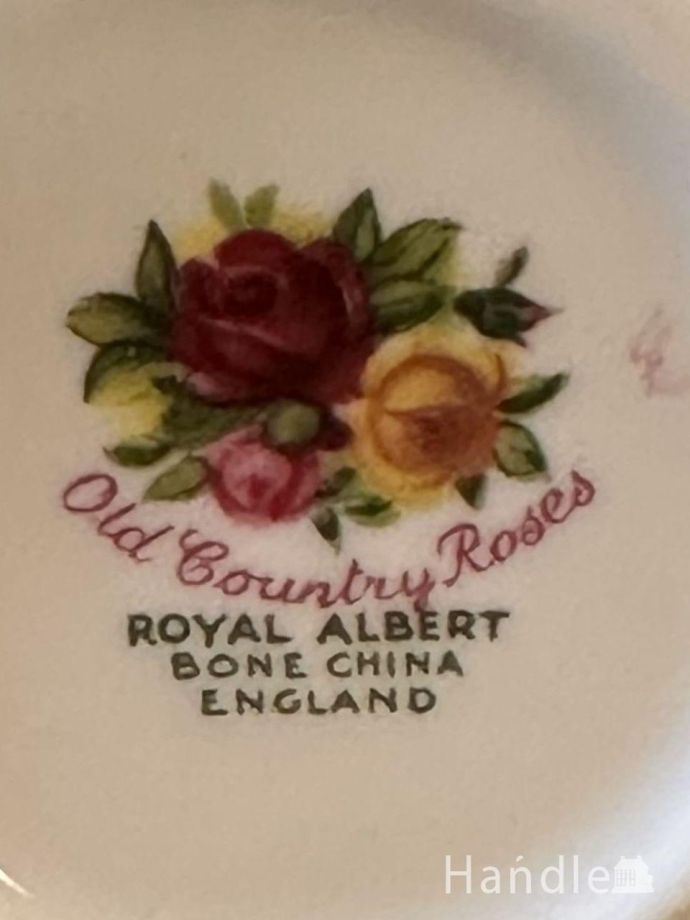 Old Country Roses
ROYAL ALBERT
BONE CHINA
ENGLAND
Handle